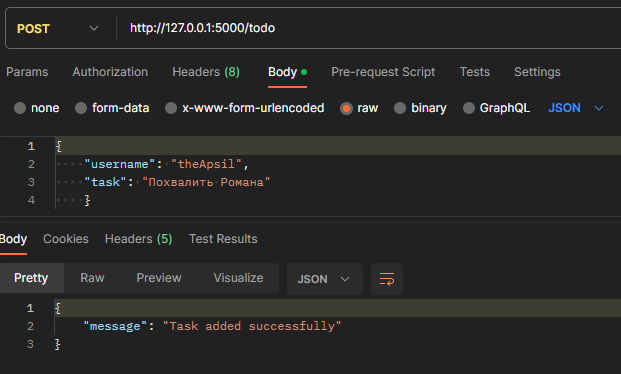 POST http://127.0.0.1:5000/todo
Params Authorization Headers (8) Body Pre-request Script Tests Settings
none form-data x-www-form-urlencoded raw binary GraphQL JSON
1 {
2 "username": "theApsil",
3 "task": "Похвалить Романа"
4 }
Body Cookies Headers (5) Test Results
Pretty Raw Preview Visualize JSON
1 {
2 "message": "Task added successfully"
3 }